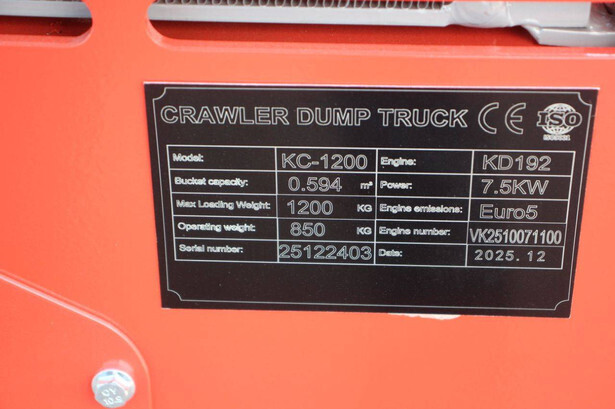 CRAWLER DUMP TRUCK CE ISO
Model: KC-1200 Engine: KD192
Bucket capacity: 0.594 m³ Power: 7.5KW
Max Loading Weight: 1200 KG Engine emissions: Euro5
Operating weight: 850 KG Engine number: VK2510071100
Serial number: 25122403 Date: 2025.12